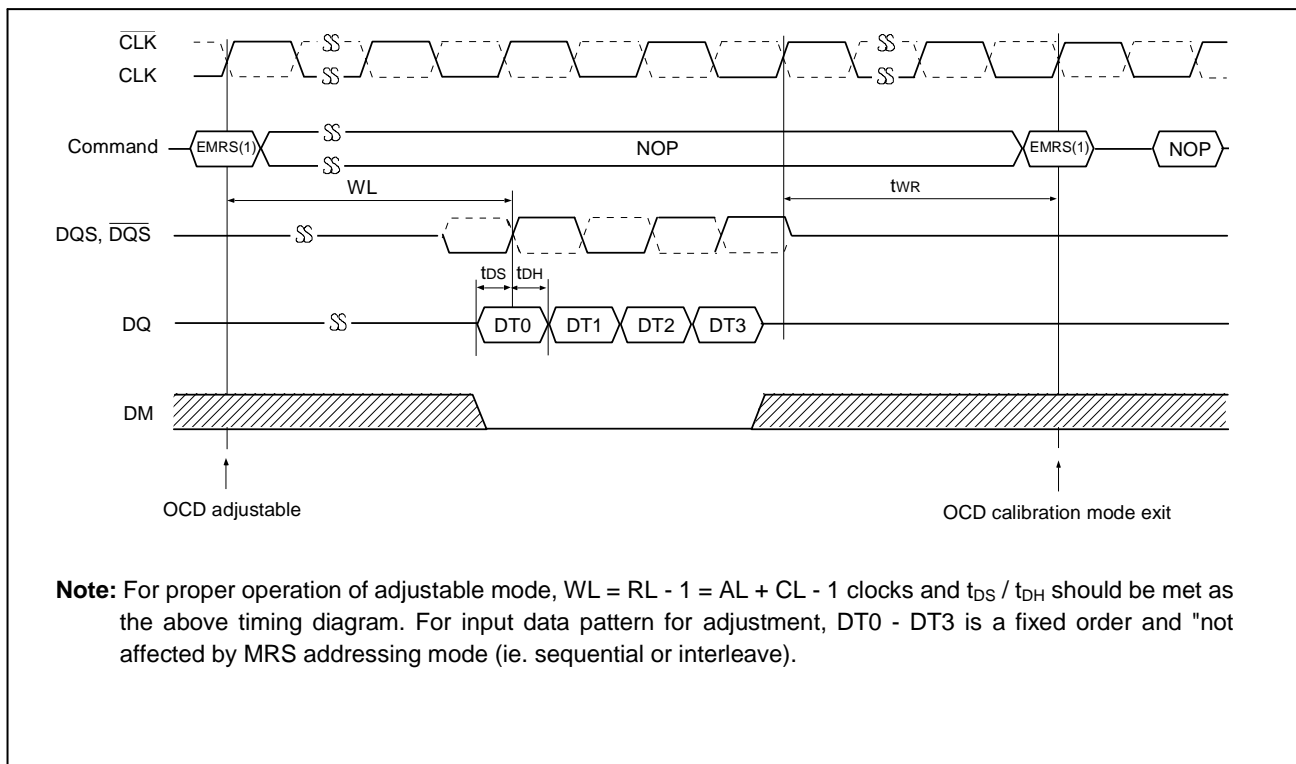 CLK
CLK
Command
EMRS(1)
NOP
EMRS(1)
NOP
WL
tWR
DQS, DQS
tDS
tDH
DQ
DT0
DT1
DT2
DT3
DM
OCD adjustable
OCD calibration mode exit
Note: For proper operation of adjustable mode, WL = RL - 1 = AL + CL - 1 clocks and tDS / tDH should be met as
the above timing diagram. For input data pattern for adjustment, DT0 - DT3 is a fixed order and "not
affected by MRS addressing mode (ie. sequential or interleave).